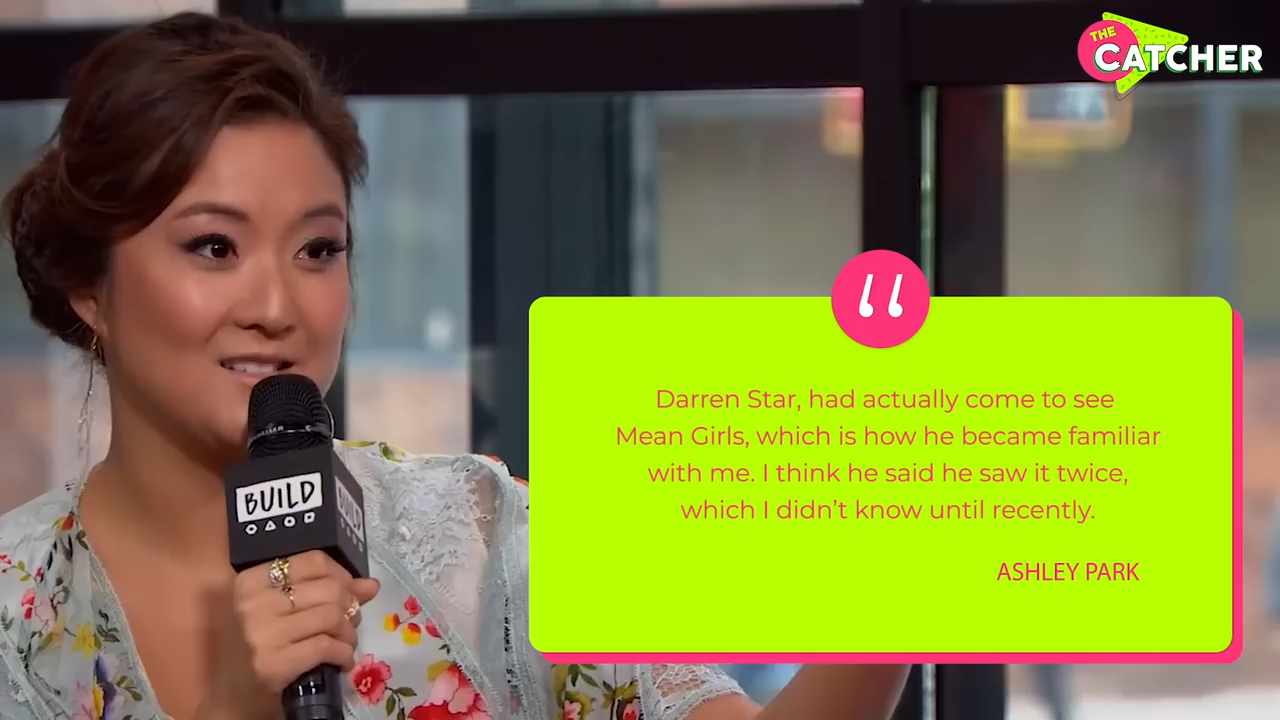 THE
CATCHER
Darren Star, had actually come to see
Mean Girls, which is how he became familiar
with me. I think he said he saw it twice,
which I didn't know until recently.
ASHLEY PARK
BUILD
BUILD